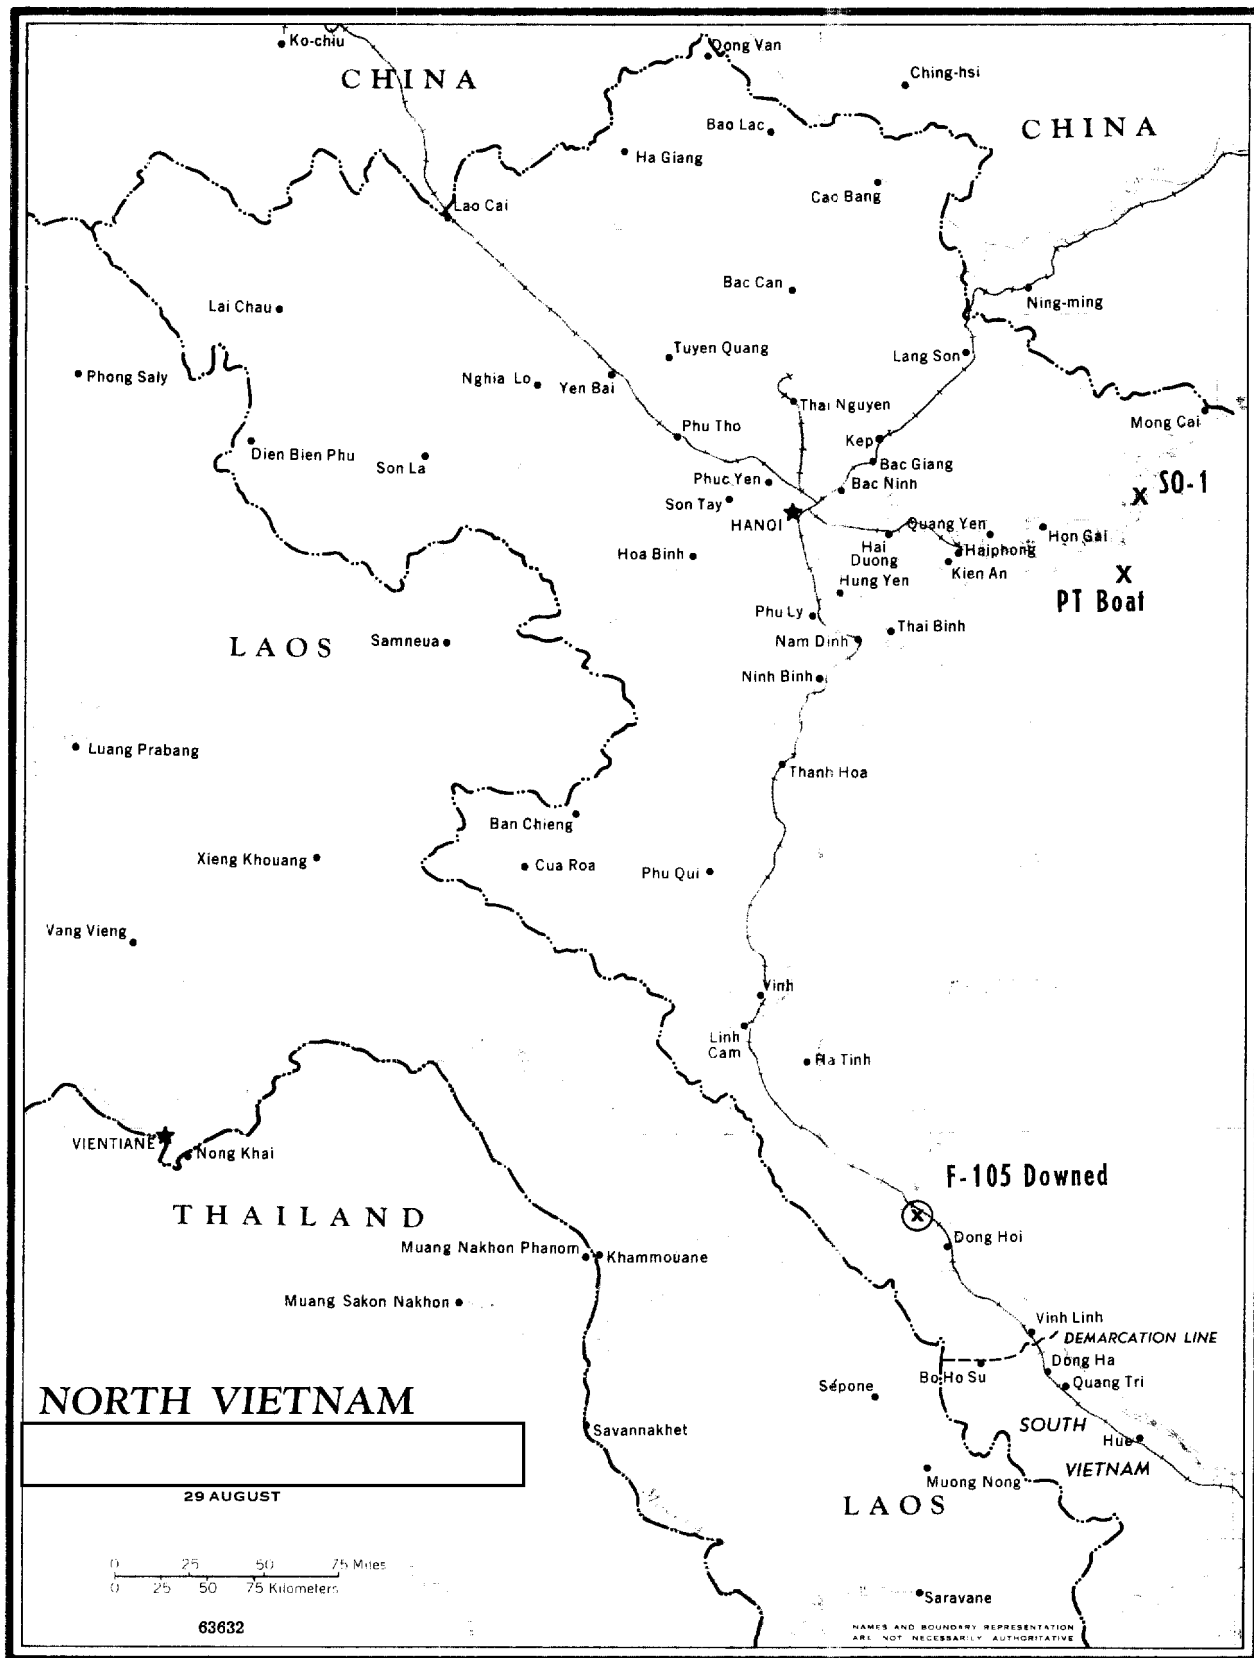 Ko-chiu
CHINA
Dong Van
Ching-hsi
Bao Lac
CHINA
Ha Giang
Cao Bang
Lao Cai
Bac Can
Lai Chau
Ning-ming
Tuyen Quang
Lang Son
Phong Saly
Nghia Lo
Yen Bai
Thai Nguyen
Mong Cai
Phu Tho
Kep
Dien Bien Phu
Son La
Bac Giang
Phuc Yen
Bac Ninh
SO-1
Son Tay
HANOI
Quang Yen
Hon Gai
Hai
Duong
Haiphong
Hoa Binh
Kien An
Hung Yen
PT Boat
Phu Ly
Thai Binh
LAOS
Samneua
Nam Dinh
Ninh Binh
Luang Prabang
Thanh Hoa
Ban Chieng
Xieng Khouang
Cua Roa
Phu Qui
Vang Vieng
Vinh
Linh
Cam
Ha Tinh
VIENTIANE
Nong Khai
F-105 Downed
THAILAND
X
Dong Hoi
Muang Nakhon Phanom
Khammouane
Muang Sakon Nakhon
Vinh Linh
DEMARCATION LINE
Dong Ha
Bo Ho Su
Quang Tri
Sépone
NORTH VIETNAM
Savannakhet
SOUTH
VIETNAM
Hue
Muong Nong
29 AUGUST
LAOS
0 25 50 75 Miles
0 25 50 75 Kilometers
Saravane
63632
NAMES AND BOUNDARY REPRESENTATION
ARE NOT NECESSARILY AUTHORITATIVE